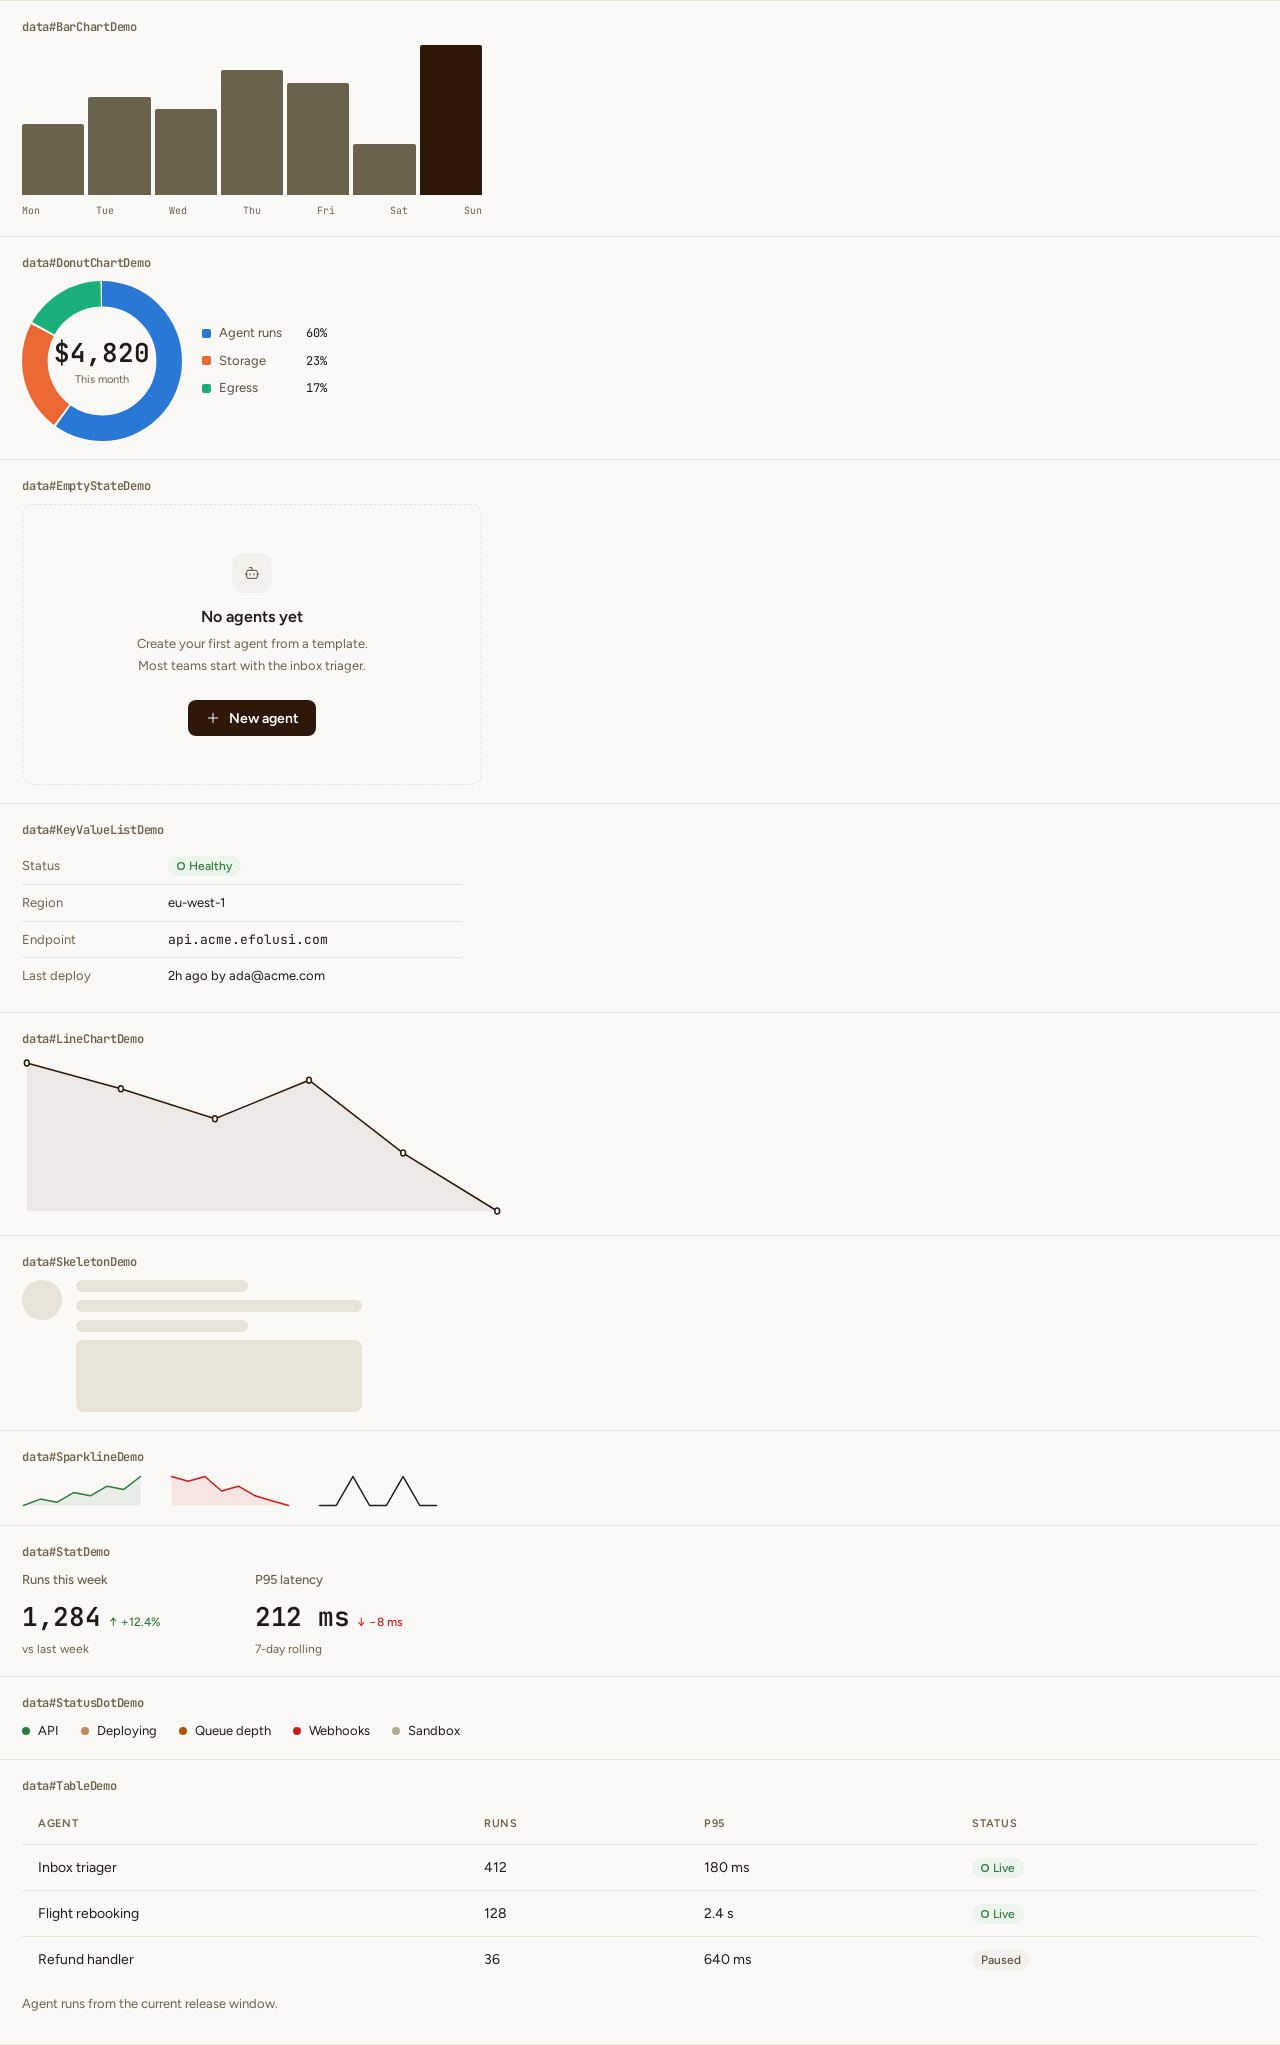 data#BarChartDemo
Mon Tue Wed Thu Fri Sat Sun
data#DonutChartDemo
$4,820
This month
Agent runs 60%
Storage 23%
Egress 17%
data#EmptyStateDemo
No agents yet
Create your first agent from a template.
Most teams start with the inbox triager.
New agent
data#KeyValueListDemo
Status Healthy
Region eu-west-1
Endpoint api.acme.efolusi.com
Last deploy 2h ago by ada@acme.com
data#LineChartDemo
data#SkeletonDemo
data#SparklineDemo
data#StatDemo
Runs this week P95 latency
1,284 ↑ +12.4% 212 ms ↓ -8 ms
vs last week 7-day rolling
data#StatusDotDemo
API Deploying Queue depth Webhooks Sandbox
data#TableDemo
AGENT RUNS P95 STATUS
Inbox triager 412 180 ms Live
Flight rebooking 128 2.4 s Live
Refund handler 36 640 ms Paused
Agent runs from the current release window.